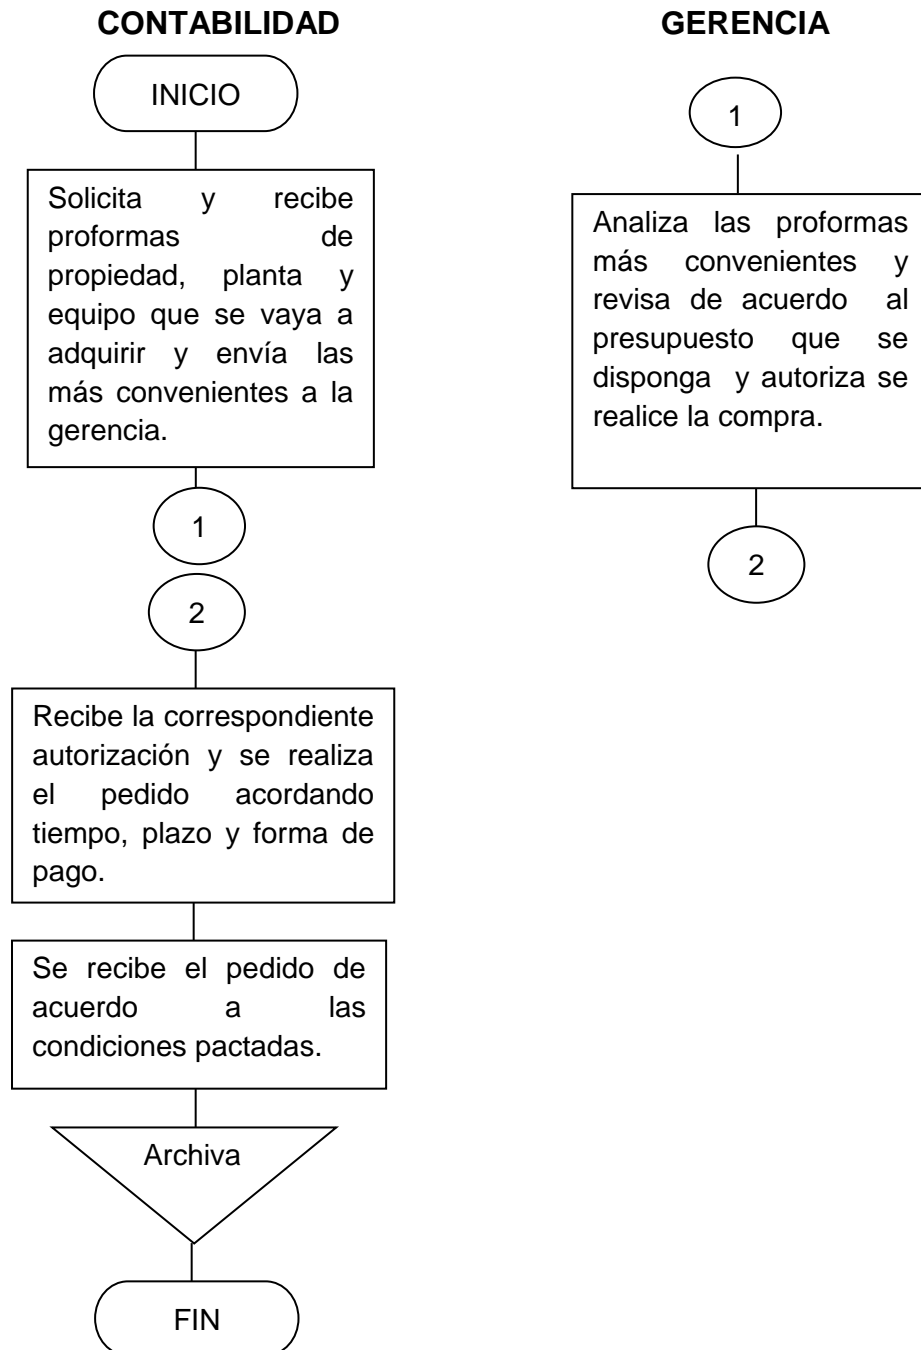 CONTABILIDAD
INICIO
Solicita y recibe
proformas de
propiedad, planta y
equipo que se vaya a
adquirir y envía las
más convenientes a la
gerencia.
1
2
Recibe la correspondiente
autorización y se realiza
el pedido acordando
tiempo, plazo y forma de
pago.
Se recibe el pedido de
acuerdo a las
condiciones pactadas.
Archiva
FIN
GERENCIA
1
Analiza las proformas
más convenientes y
revisa de acuerdo al
presupuesto que se
disponga y autoriza se
realice la compra.
2